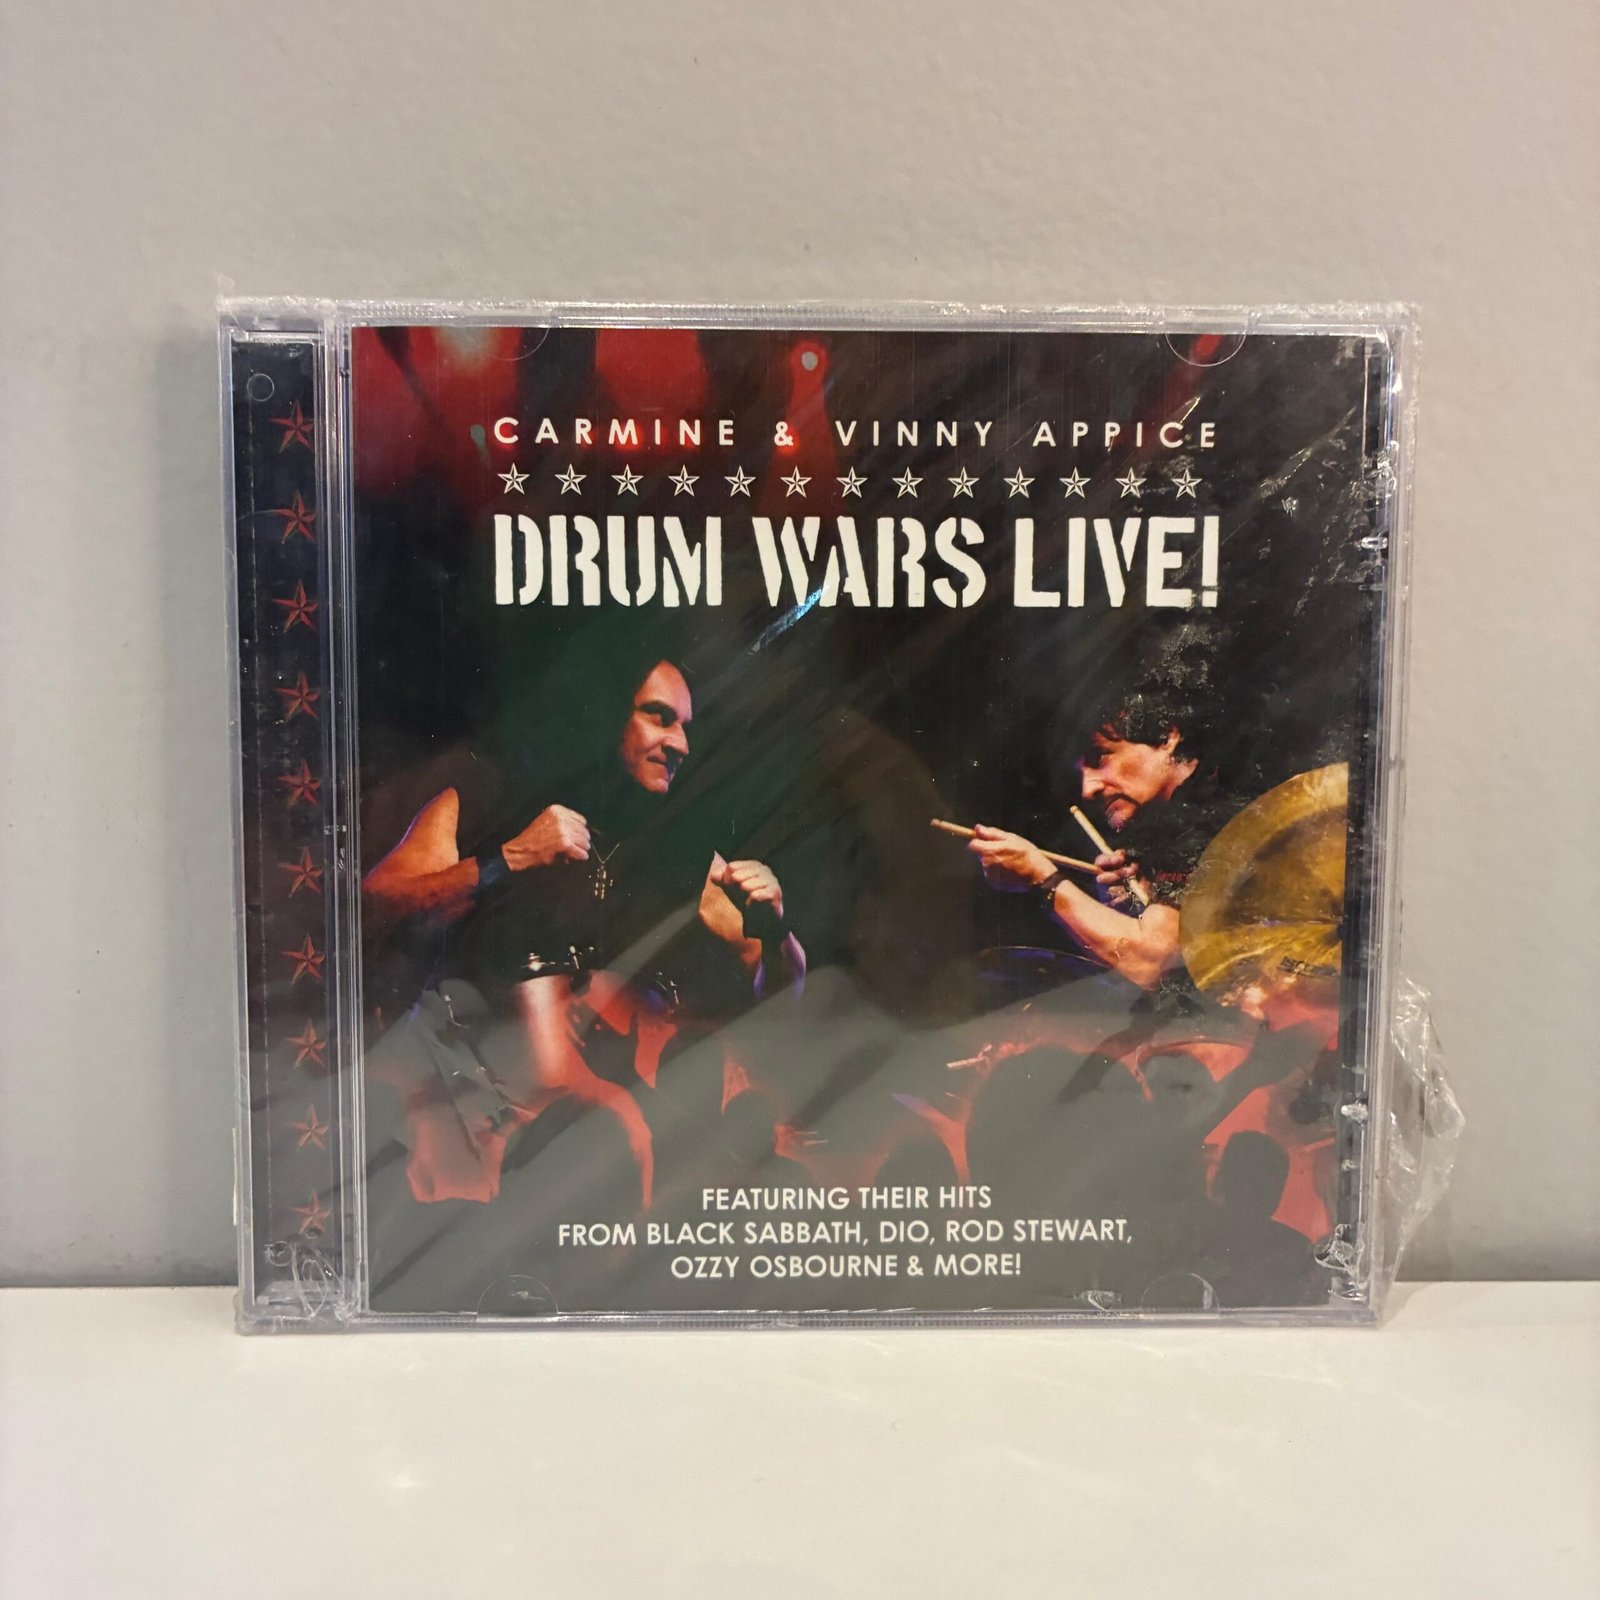 CARMINE & VINNY APPICE
DRUM WARS LIVE!
FEATURING THEIR HITS
FROM BLACK SABBATH, DIO, ROD STEWART,
OZZY OSBOURNE & MORE!